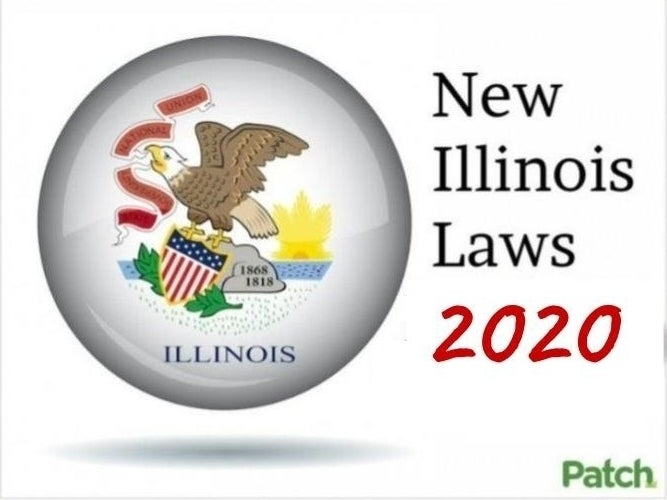 New
Illinois
Laws
2020
UNION
NATIONAL
1868
1818
ILLINOIS
Patch